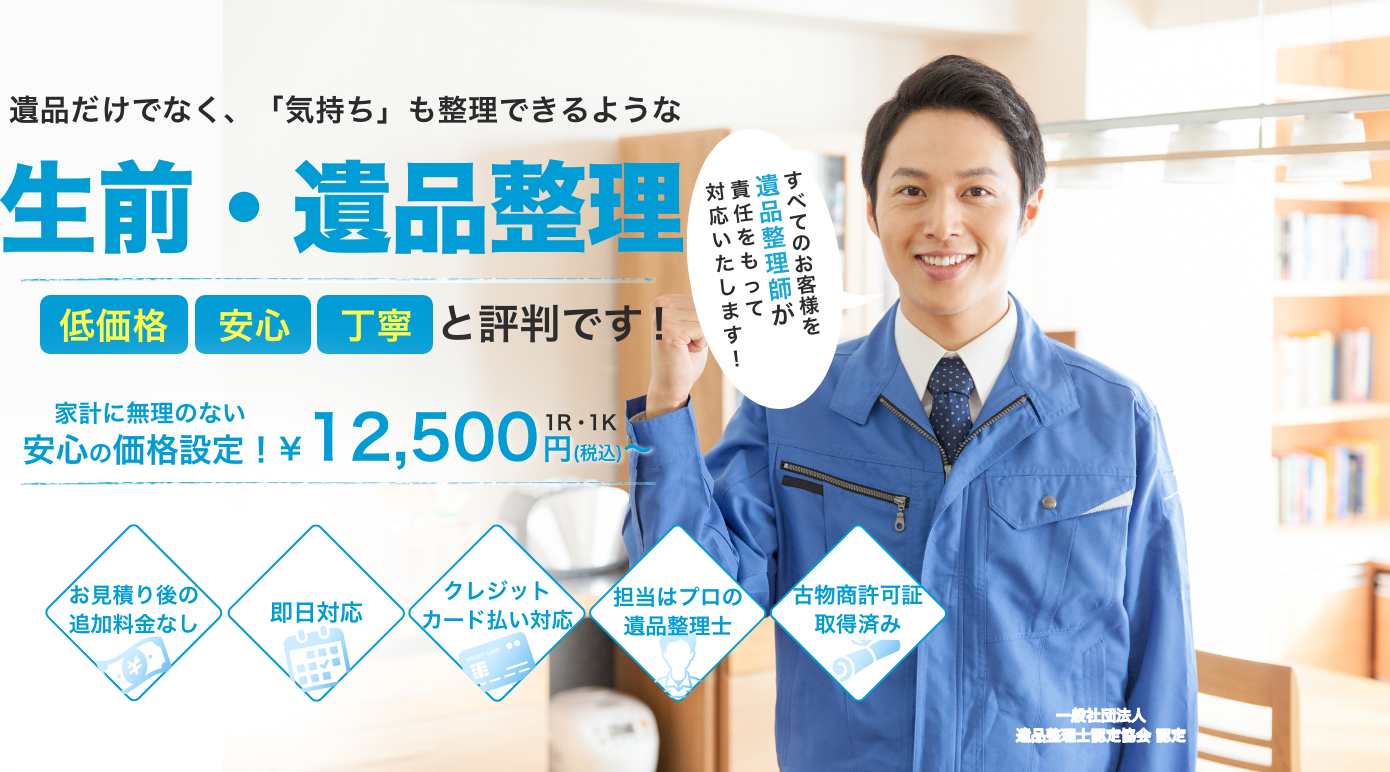 遺品だけでなく、「気持ち」も整理できるような
生前・遺品整理
低価格 安心 丁寧 と評判です!
すべてのお客様を
遺品整理師が
責任をもって
対応いたします!
家計に無理のない
安心の価格設定!¥12,500円(税込)~
1R・1K
お見積り後の
追加料金なし
即日対応
クレジット
カード払い対応
CREDIT CARD
担当はプロの
遺品整理士
古物商許可証
取得済み
一般社団法人
遺品整理士認定協会 認定